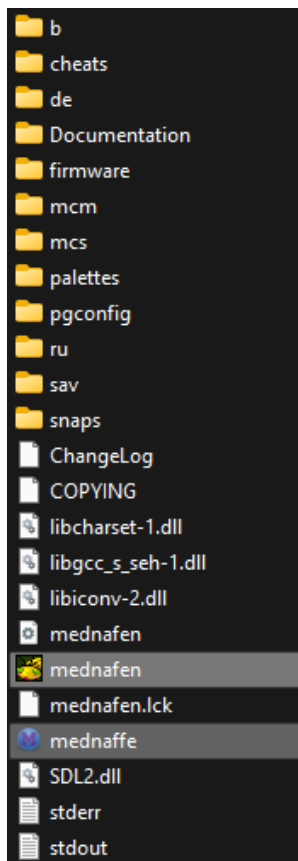 b
cheats
de
Documentation
firmware
mcm
mcs
palettes
pgconfig
ru
sav
snaps
ChangeLog
COPYING
libcharset-1.dll
libgcc_s_seh-1.dll
libiconv-2.dll
mednafen
mednafen
mednafen.lck
mednaffe
SDL2.dll
stderr
stdout